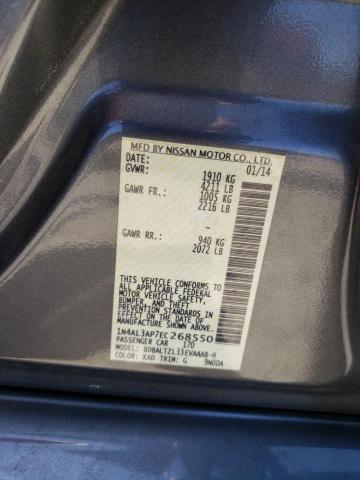 MFD BY NISSAN MOTOR CO., LTD.
DATE: 01/14
GVWR: 1910 KG
4211 LB
GAWR FR: 1005 KG
2216 LB
-
GAWR RR: 940 KG
2072 LB
THIS VEHICLE CONFORMS TO
ALL APPLICABLE U.S. FEDERAL
MOTOR VEHICLE SAFETY,
BUMPER, AND THEFT PREVENTION
STANDARDS IN EFFECT ON THE
DATE OF MANUFACTURE SHOWN
ABOVE.
1N4AL3AP7EC268550
PASSENGER CAR 170
MODEL: BDBALTZL33EVAAAB-H
COLOR: KAD TRIM: G 9N00A